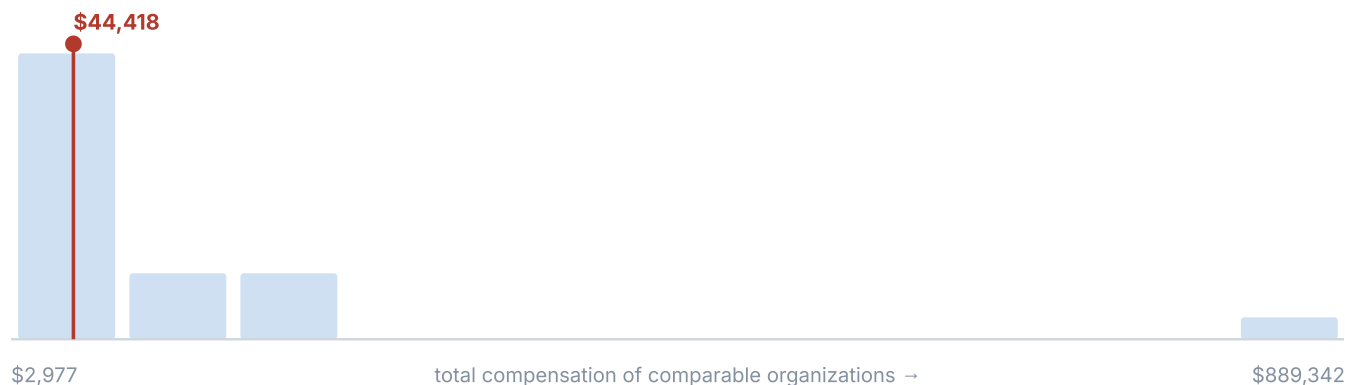 $44,418
$2,977
total compensation of comparable organizations →
$889,342